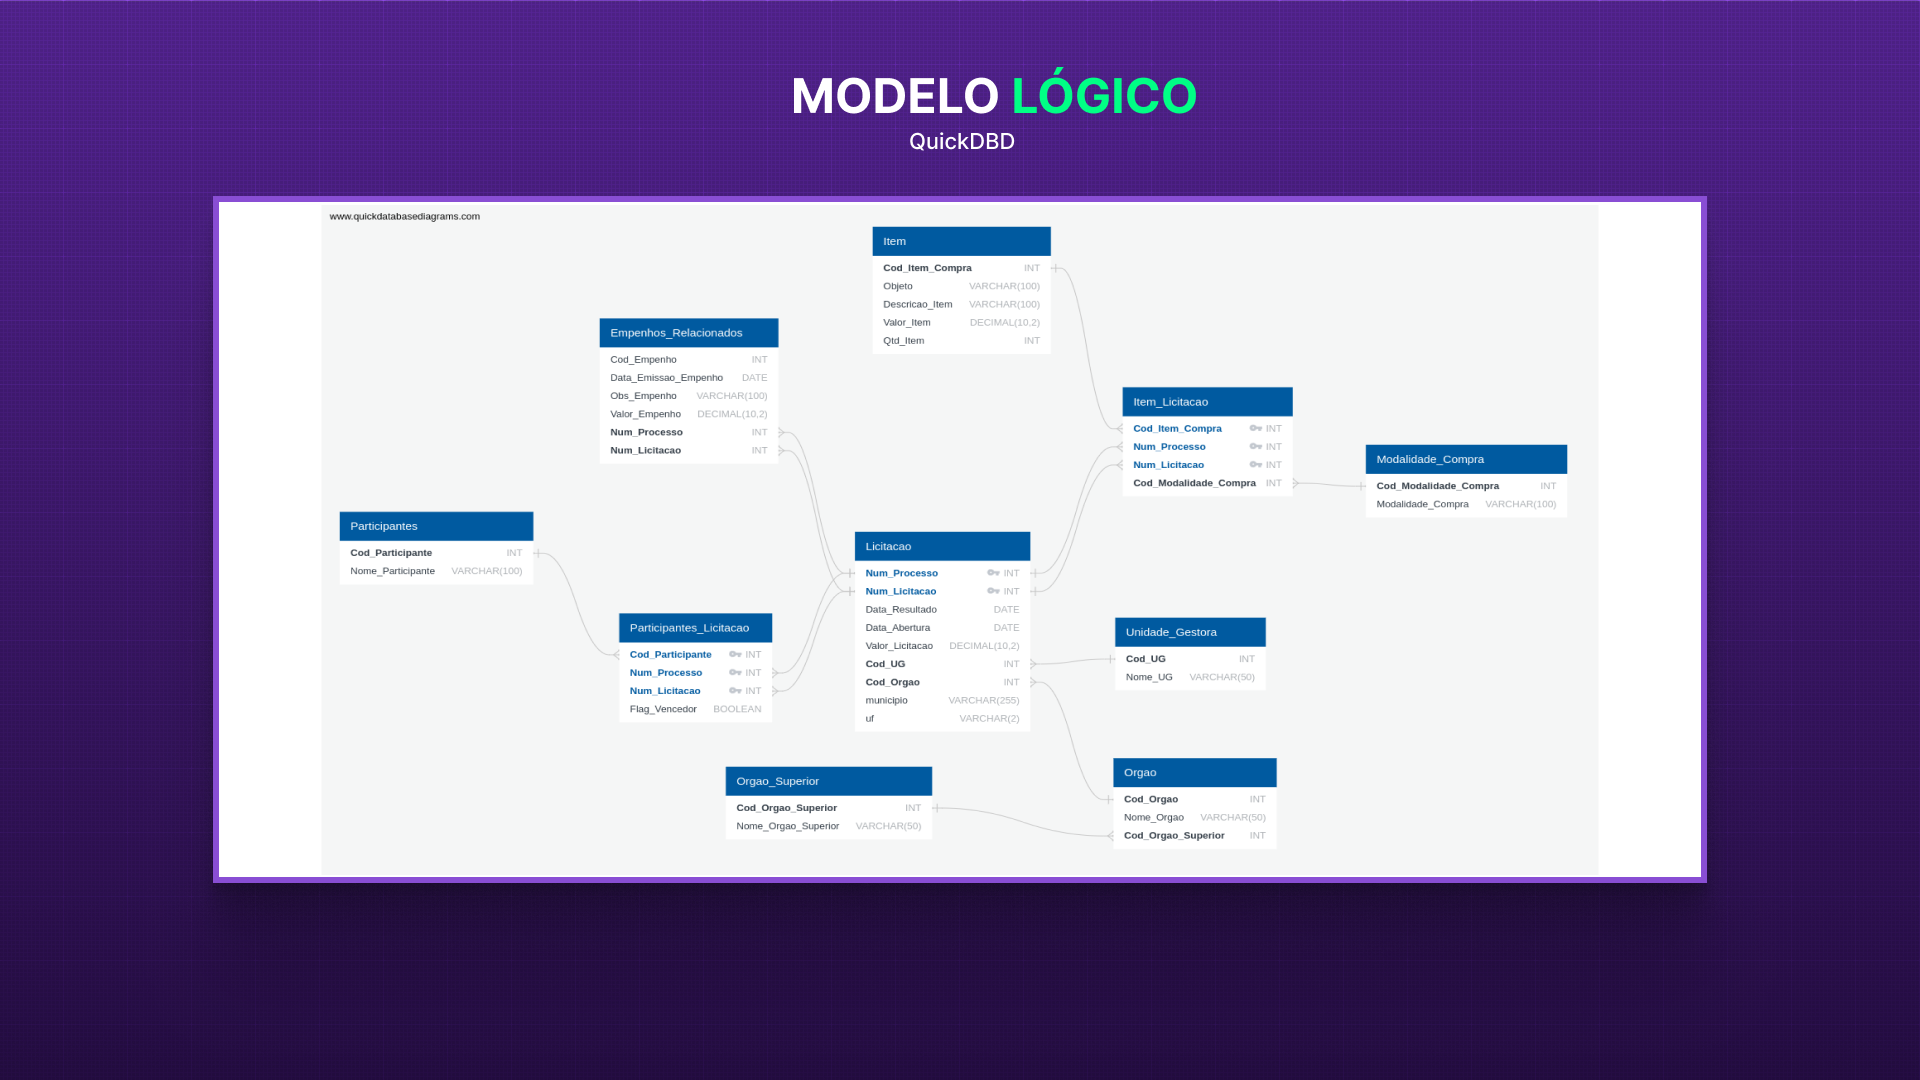 MODELO LÓGICO
QuickDBD
www.quickdatabasediagrams.com
Item
Cod_Item_Compra INT
Objeto VARCHAR(100)
Descricao_Item VARCHAR(100)
Valor_Item DECIMAL(10,2)
Qtd_Item INT
Empenhos_Relacionados
Cod_Empenho INT
Data_Emissao_Empenho DATE
Obs_Empenho VARCHAR(100)
Valor_Empenho DECIMAL(10,2)
Num_Processo INT
Num_Licitacao INT
Item_Licitacao
Cod_Item_Compra INT
Num_Processo INT
Num_Licitacao INT
Cod_Modalidade_Compra INT
Modalidade_Compra
Cod_Modalidade_Compra INT
Modalidade_Compra VARCHAR(100)
Participantes
Cod_Participante INT
Nome_Participante VARCHAR(100)
Licitacao
Num_Processo INT
Num_Licitacao INT
Data_Resultado DATE
Data_Abertura DATE
Valor_Licitacao DECIMAL(10,2)
Cod_UG INT
Cod_Orgao INT
municipio VARCHAR(255)
uf VARCHAR(2)
Participantes_Licitacao
Cod_Participante INT
Num_Processo INT
Num_Licitacao INT
Flag_Vencedor BOOLEAN
Unidade_Gestora
Cod_UG INT
Nome_UG VARCHAR(50)
Orgao_Superior
Cod_Orgao_Superior INT
Nome_Orgao_Superior VARCHAR(50)
Orgao
Cod_Orgao INT
Nome_Orgao VARCHAR(50)
Cod_Orgao_Superior INT